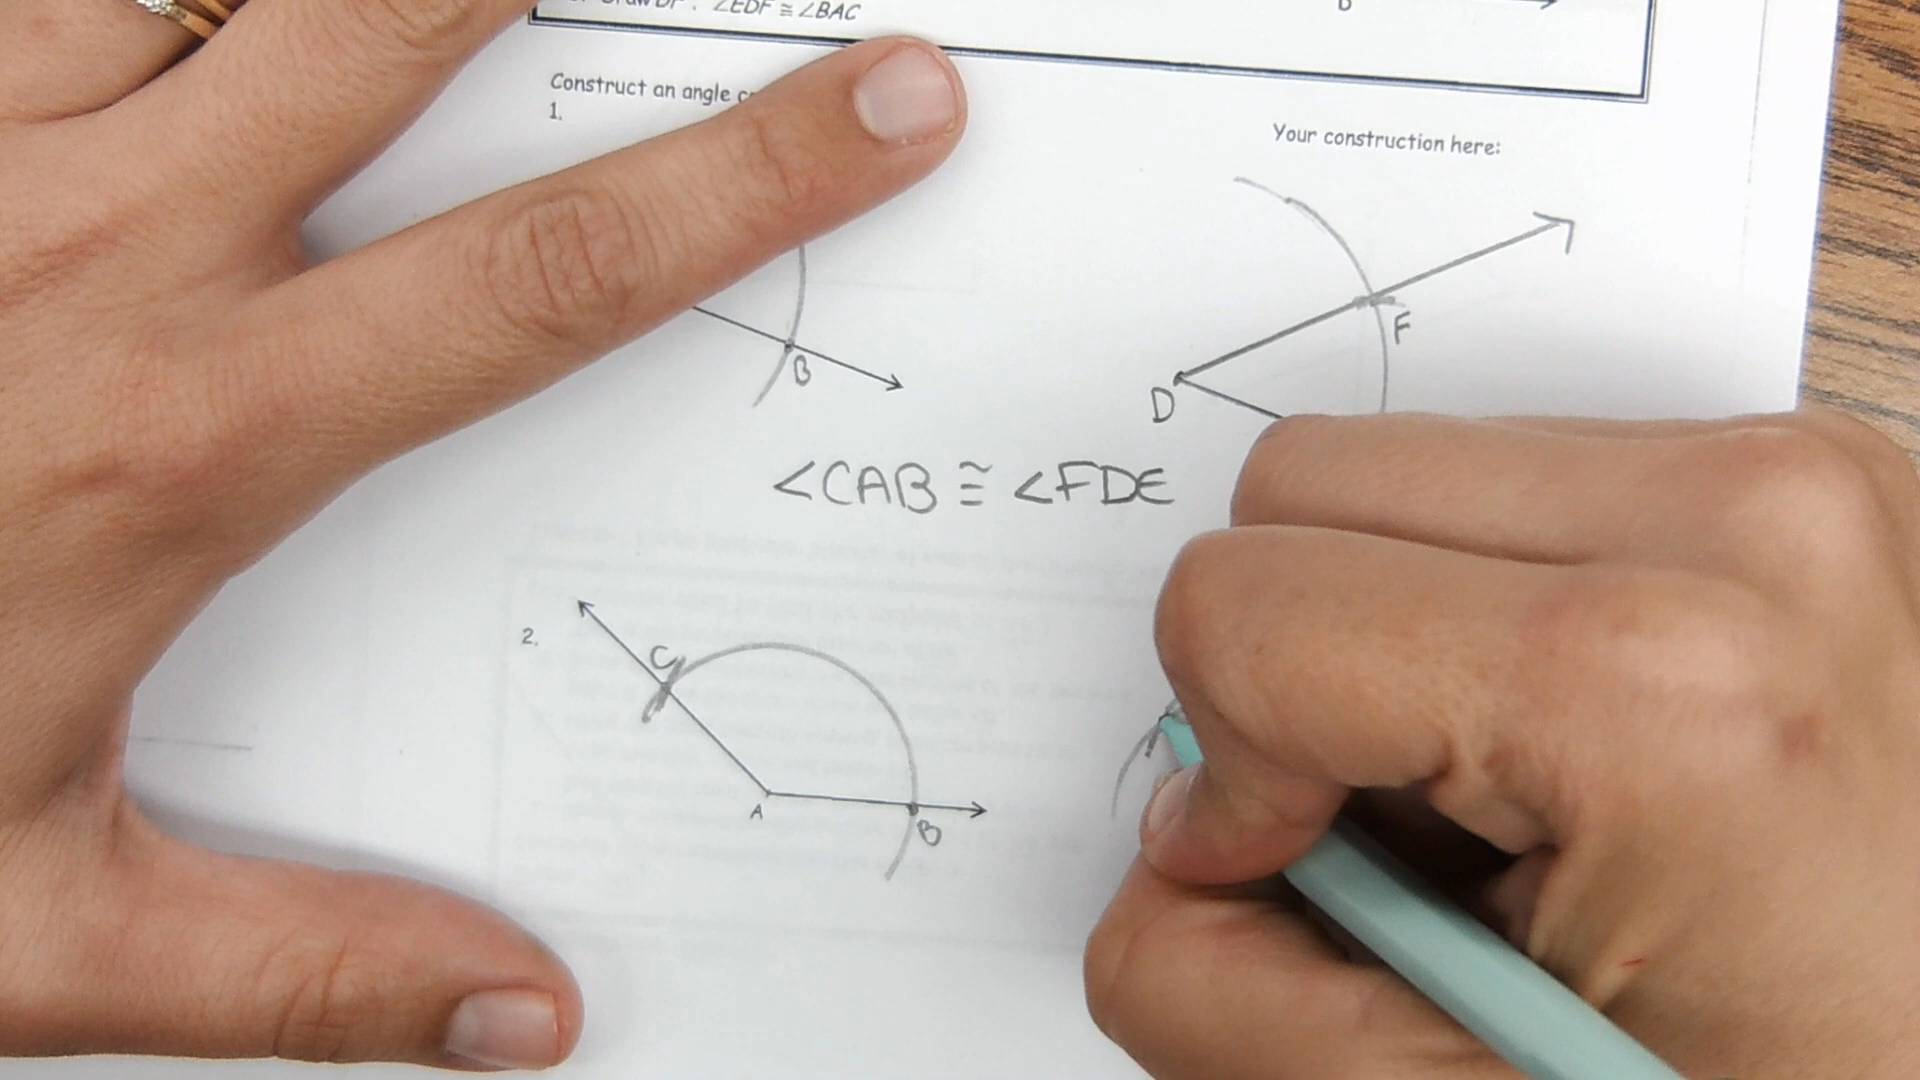 ∠EDF ≅ ∠BAC
D
Construct an angle
1.
Your construction here:
B
F
D
∠CAB ≅ ∠FDE
2.
C
A
B